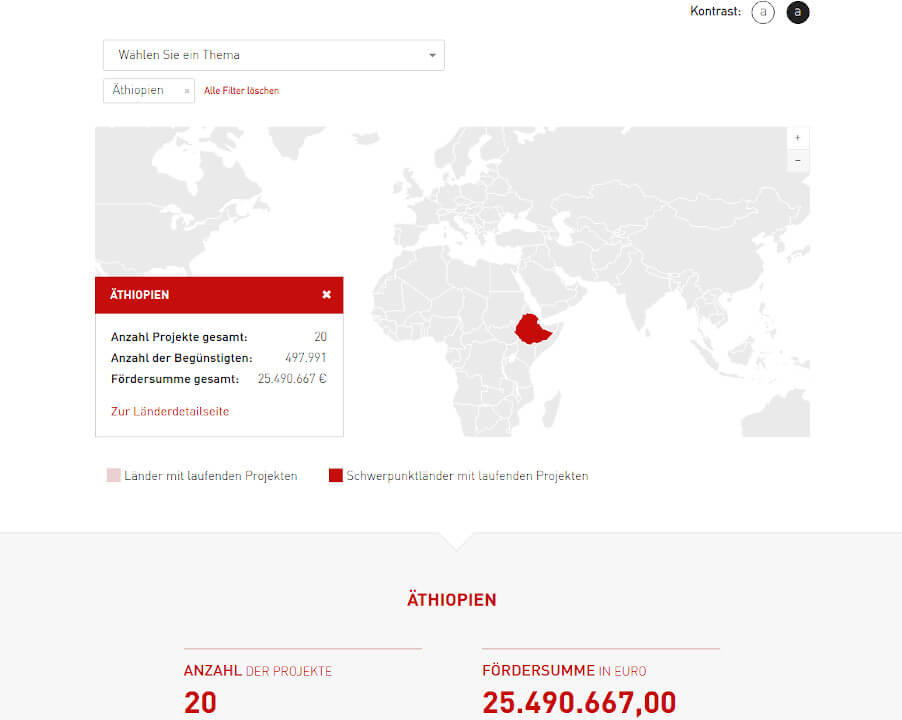 Kontrast: a a
Wählen Sie ein Thema
Äthiopien × Alle Filter löschen
+
−
ÄTHIOPIEN ✖
Anzahl Projekte gesamt: 20
Anzahl der Begünstigten: 497.991
Fördersumme gesamt: 25.490.667 €
Zur Länderdetailseite
Länder mit laufenden Projekten Schwerpunktländer mit laufenden Projekten
ÄTHIOPIEN
ANZAHL DER PROJEKTE FÖRDERSUMME IN EURO
20 25.490.667,00